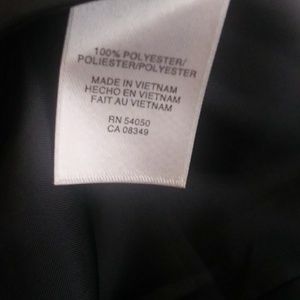 100% POLYESTER/
POLIESTER/POLYESTER
MADE IN VIETNAM
HECHO EN VIETNAM
FAIT AU VIETNAM
RN 54050
CA 08349